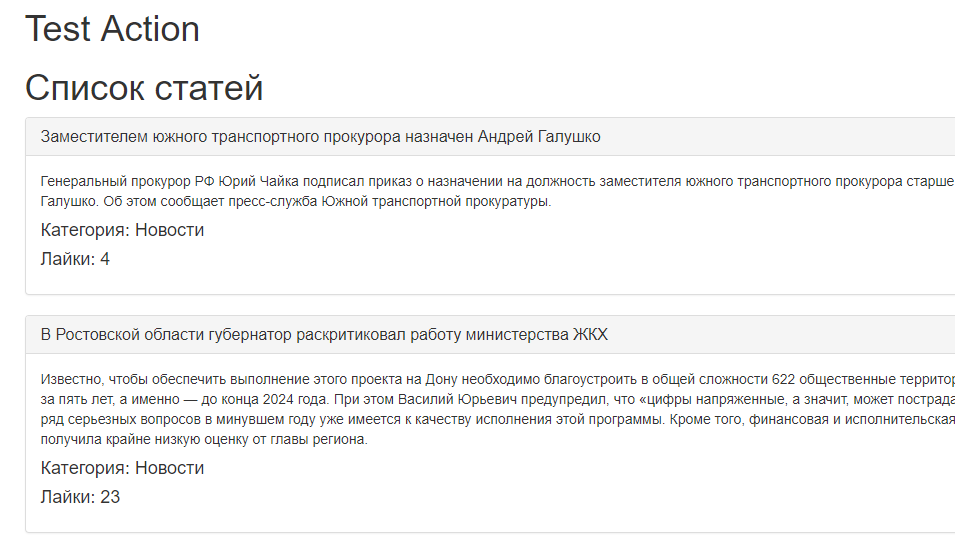 Test Action
Список статей
Заместителем южного транспортного прокурора назначен Андрей Галушко
Генеральный прокурор РФ Юрий Чайка подписал приказ о назначении на должность заместителя южного транспортного прокурора старше
Галушко. Об этом сообщает пресс-служба Южной транспортной прокуратуры.
Категория: Новости
Лайки: 4
В Ростовской области губернатор раскритиковал работу министерства ЖКХ
Известно, чтобы обеспечить выполнение этого проекта на Дону необходимо благоустроить в общей сложности 622 общественные территор
за пять лет, а именно — до конца 2024 года. При этом Василий Юрьевич предупредил, что «цифры напряженные, а значит, может пострада
ряд серьезных вопросов в минувшем году уже имеется к качеству исполнения этой программы. Кроме того, финансовая и исполнительская
получила крайне низкую оценку от главы региона.
Категория: Новости
Лайки: 23